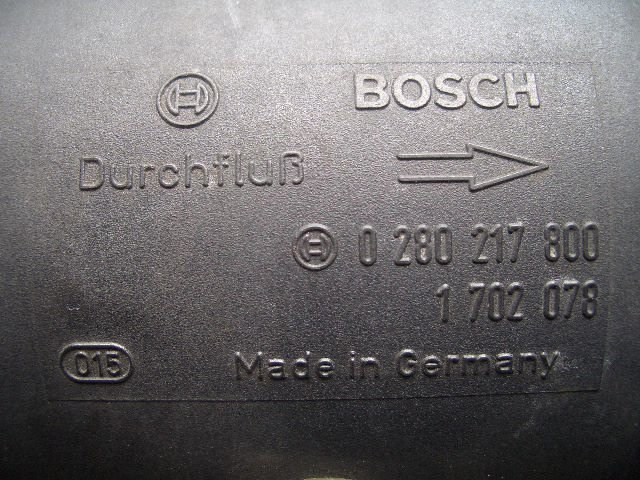 BOSCH
Durchfluß
0 280 217 800
1 702 078
015 Made in Germany